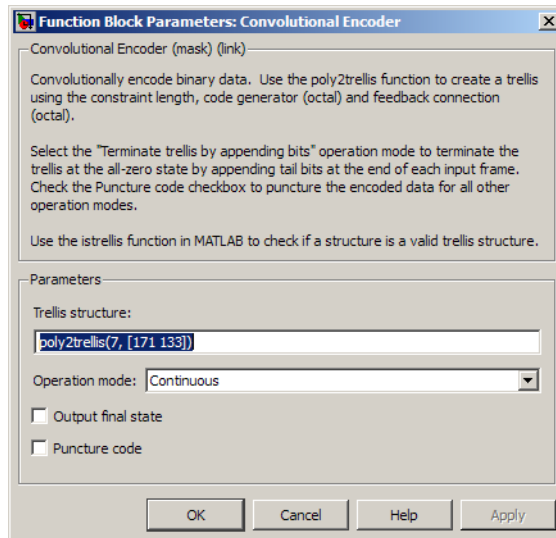 Function Block Parameters: Convolutional Encoder
Convolutional Encoder (mask) (link)
Convolutionally encode binary data.  Use the poly2trellis function to create a trellis
using the constraint length, code generator (octal) and feedback connection
(octal).
Select the "Terminate trellis by appending bits" operation mode to terminate the
trellis at the all-zero state by appending tail bits at the end of each input frame.
Check the Puncture code checkbox to puncture the encoded data for all other
operation modes.
Use the istrellis function in MATLAB to check if a structure is a valid trellis structure.
Parameters
Trellis structure:
poly2trellis(7, [171 133])
Operation mode: Continuous
Output final state
Puncture code
OK Cancel Help Apply